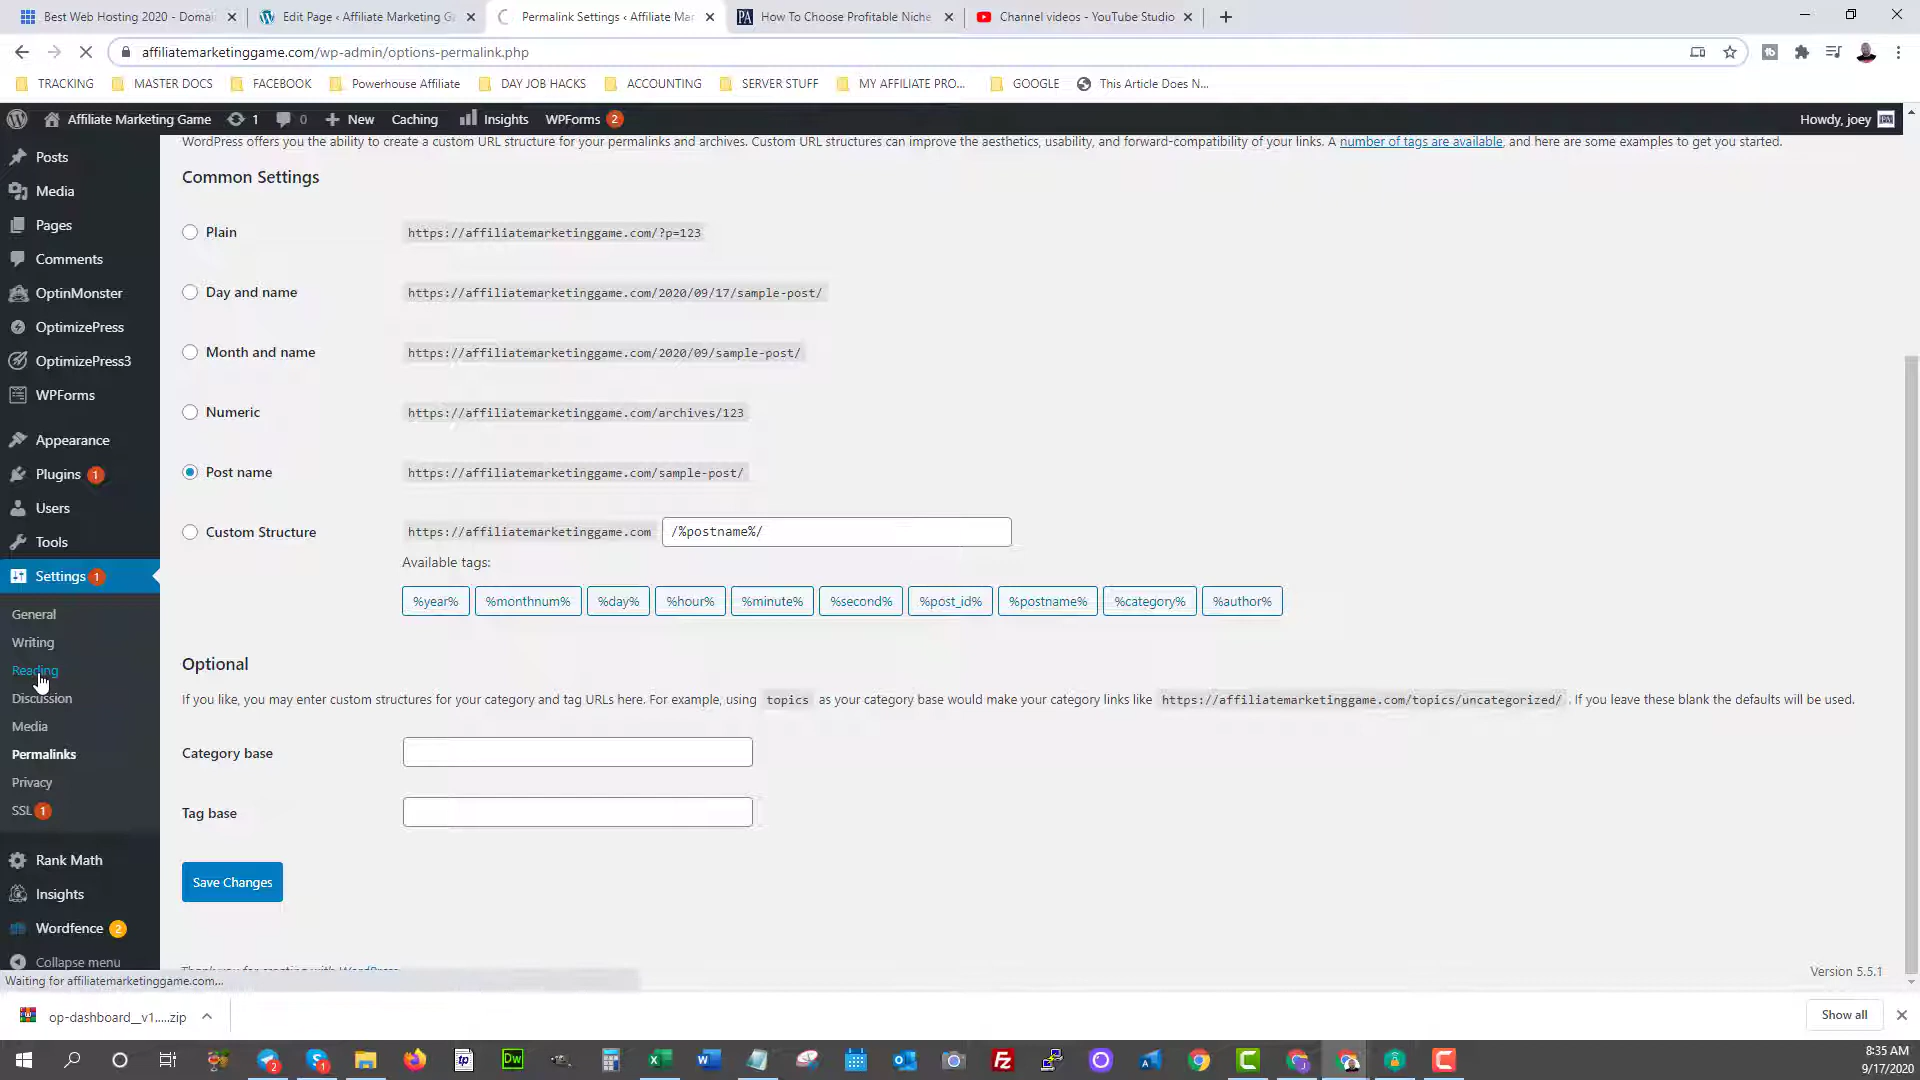 Best Web Hosting 2020 - Domai
Edit Page ‹ Affiliate Marketing G
Permalink Settings ‹ Affiliate Mar
How To Choose Profitable Niche
Channel videos - YouTube Studio
affiliatemarketinggame.com/wp-admin/options-permalink.php
TRACKING
MASTER DOCS
FACEBOOK
Powerhouse Affiliate
DAY JOB HACKS
ACCOUNTING
SERVER STUFF
MY AFFILIATE PRO...
GOOGLE
This Article Does N...
Affiliate Marketing Game
1
0
New
Caching
Insights
WPForms 2
Howdy, joey
Posts
Media
Pages
Comments
OptinMonster
OptimizePress
OptimizePress3
WPForms
Appearance
Plugins 1
Users
Tools
Settings 1
General
Writing
Reading
Discussion
Media
Permalinks
Privacy
SSL 1
Rank Math
Insights
Wordfence 2
Collapse menu
WordPress offers you the ability to create a custom URL structure for your permalinks and archives. Custom URL structures can improve the aesthetics, usability, and forward-compatibility of your links. A number of tags are available, and here are some examples to get you started.
Common Settings
Plain https://affiliatemarketinggame.com/?p=123
Day and name https://affiliatemarketinggame.com/2020/09/17/sample-post/
Month and name https://affiliatemarketinggame.com/2020/09/sample-post/
Numeric https://affiliatemarketinggame.com/archives/123
Post name https://affiliatemarketinggame.com/sample-post/
Custom Structure https://affiliatemarketinggame.com /%postname%/
Available tags:
%year% %monthnum% %day% %hour% %minute% %second% %post_id% %postname% %category% %author%
Optional
If you like, you may enter custom structures for your category and tag URLs here. For example, using topics as your category base would make your category links like https://affiliatemarketinggame.com/topics/uncategorized/ . If you leave these blank the defaults will be used.
Category base
Tag base
Save Changes
Thank you for creating with WordPress
Version 5.5.1
Waiting for affiliatemarketinggame.com...
op-dashboard__v1.....zip
Show all
8:35 AM
9/17/2020